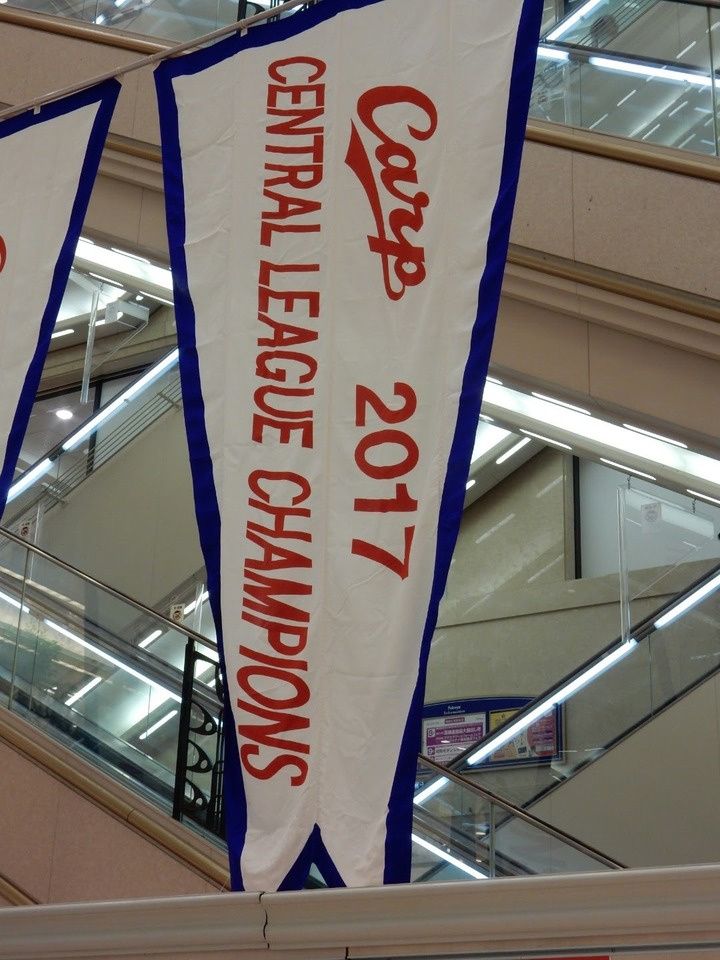 Carp 2017
CENTRAL LEAGUE CHAMPIONS